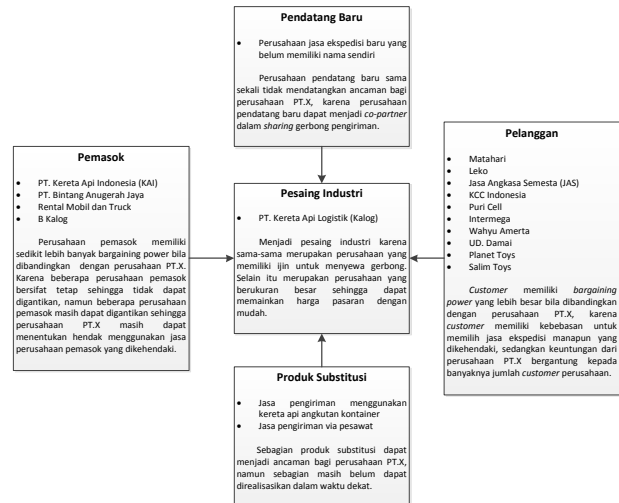 Pendatang Baru
• Perusahaan jasa ekspedisi baru yang
belum memiliki nama sendiri
Perusahaan pendatang baru sama
sekali tidak mendatangkan ancaman bagi
perusahaan PT.X, karena perusahaan
pendatang baru dapat menjadi co-partner
dalam sharing gerbong pengiriman.
Pemasok
• PT. Kereta Api Indonesia (KAI)
• PT. Bintang Anugerah Jaya
• Rental Mobil dan Truck
• B Kalog
Perusahaan pemasok memiliki
sedikit lebih banyak bargaining power bila
dibandingkan dengan perusahaan PT.X.
Karena beberapa perusahaan pemasok
bersifat tetap sehingga tidak dapat
digantikan, namun beberapa perusahaan
pemasok masih dapat digantikan sehingga
perusahaan PT.X masih dapat
menentukan hendak menggunakan jasa
perusahaan pemasok yang dikehendaki.
Pesaing Industri
• PT. Kereta Api Logistik (Kalog)
Menjadi pesaing industri karena
sama-sama merupakan perusahaan yang
memiliki ijin untuk menyewa gerbong.
Selain itu merupakan perusahaan yang
berukuran besar sehingga dapat
memainkan harga pasaran dengan
mudah.
Pelanggan
• Matahari
• Leko
• Jasa Angkasa Semesta (JAS)
• KCC Indonesia
• Puri Cell
• Intermega
• Wahyu Amerta
• UD. Damai
• Planet Toys
• Salim Toys
Customer memiliki bargaining
power yang lebih besar bila dibandingkan
dengan perusahaan PT.X, karena
customer memiliki kebebasan untuk
memilih jasa ekspedisi manapun yang
dikehendaki, sedangkan keuntungan dari
perusahaan PT.X bergantung kepada
banyaknya jumlah customer perusahaan.
Produk Substitusi
• Jasa pengiriman menggunakan
kereta api angkutan kontainer
• Jasa pengiriman via pesawat
Sebagian produk substitusi dapat
menjadi ancaman bagi perusahaan PT.X,
namun sebagian masih belum dapat
direalisasikan dalam waktu dekat.